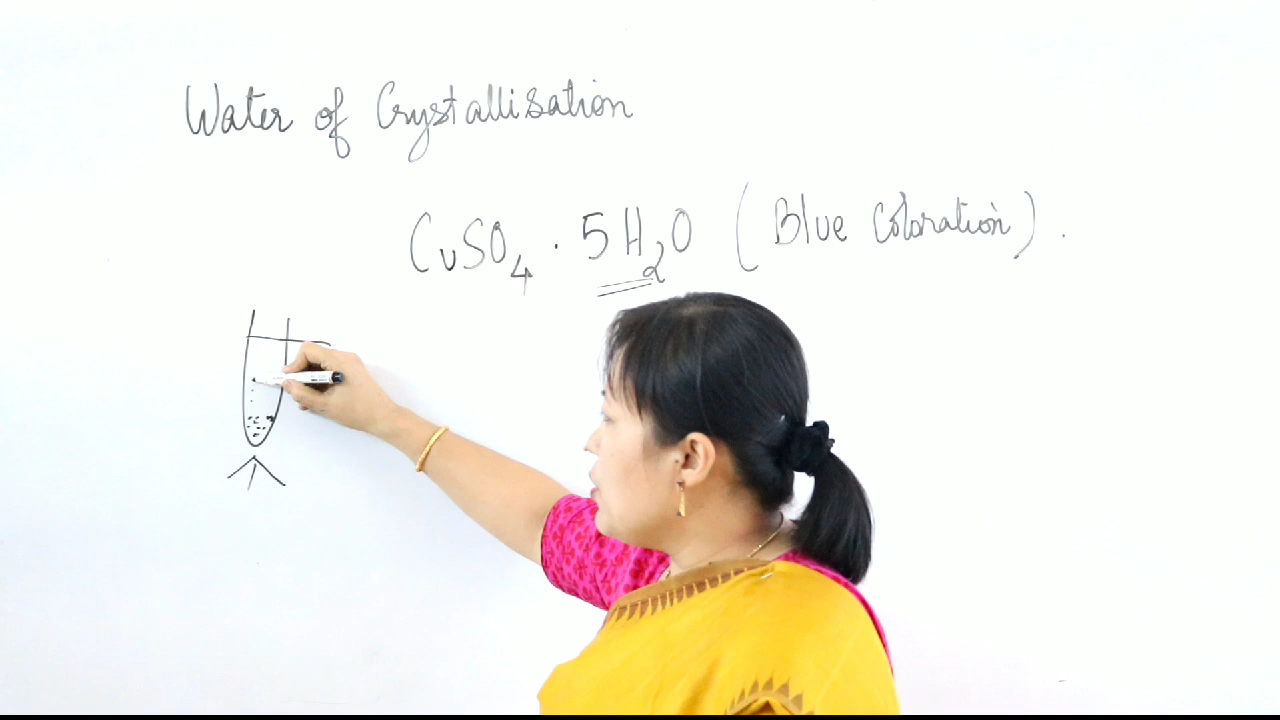 Water of Crystallisation
CuSO₄ · 5H₂O (Blue Coloration).